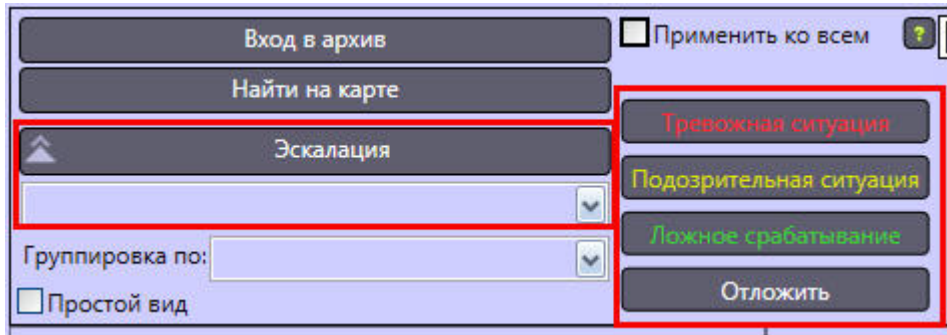 Вход в архив
Применить ко всем
?
Найти на карте
Тревожная ситуация
Эскалация
Подозрительная ситуация
Ложное срабатывание
Группировка по:
Отложить
Простой вид